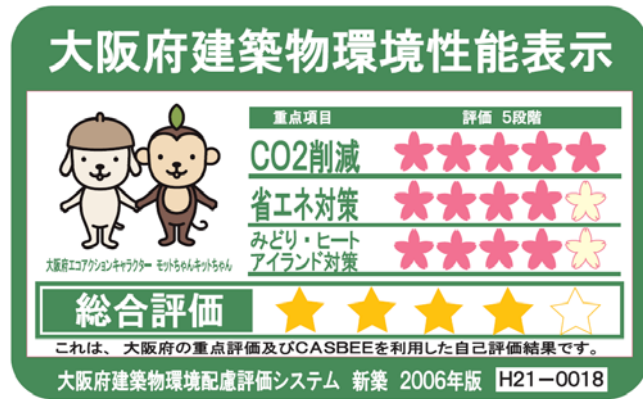 大阪府建築物環境性能表示
重点項目 評価 5段階
CO2削減
省エネ対策
みどり・ヒート
アイランド対策
大阪府エコアクションキャラクター モットちゃんキットちゃん
総合評価
これは、大阪府の重点評価及びCASBEEを利用した自己評価結果です。
大阪府建築物環境配慮評価システム 新築 2006年版 H21-0018